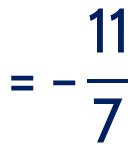 = - 11/7